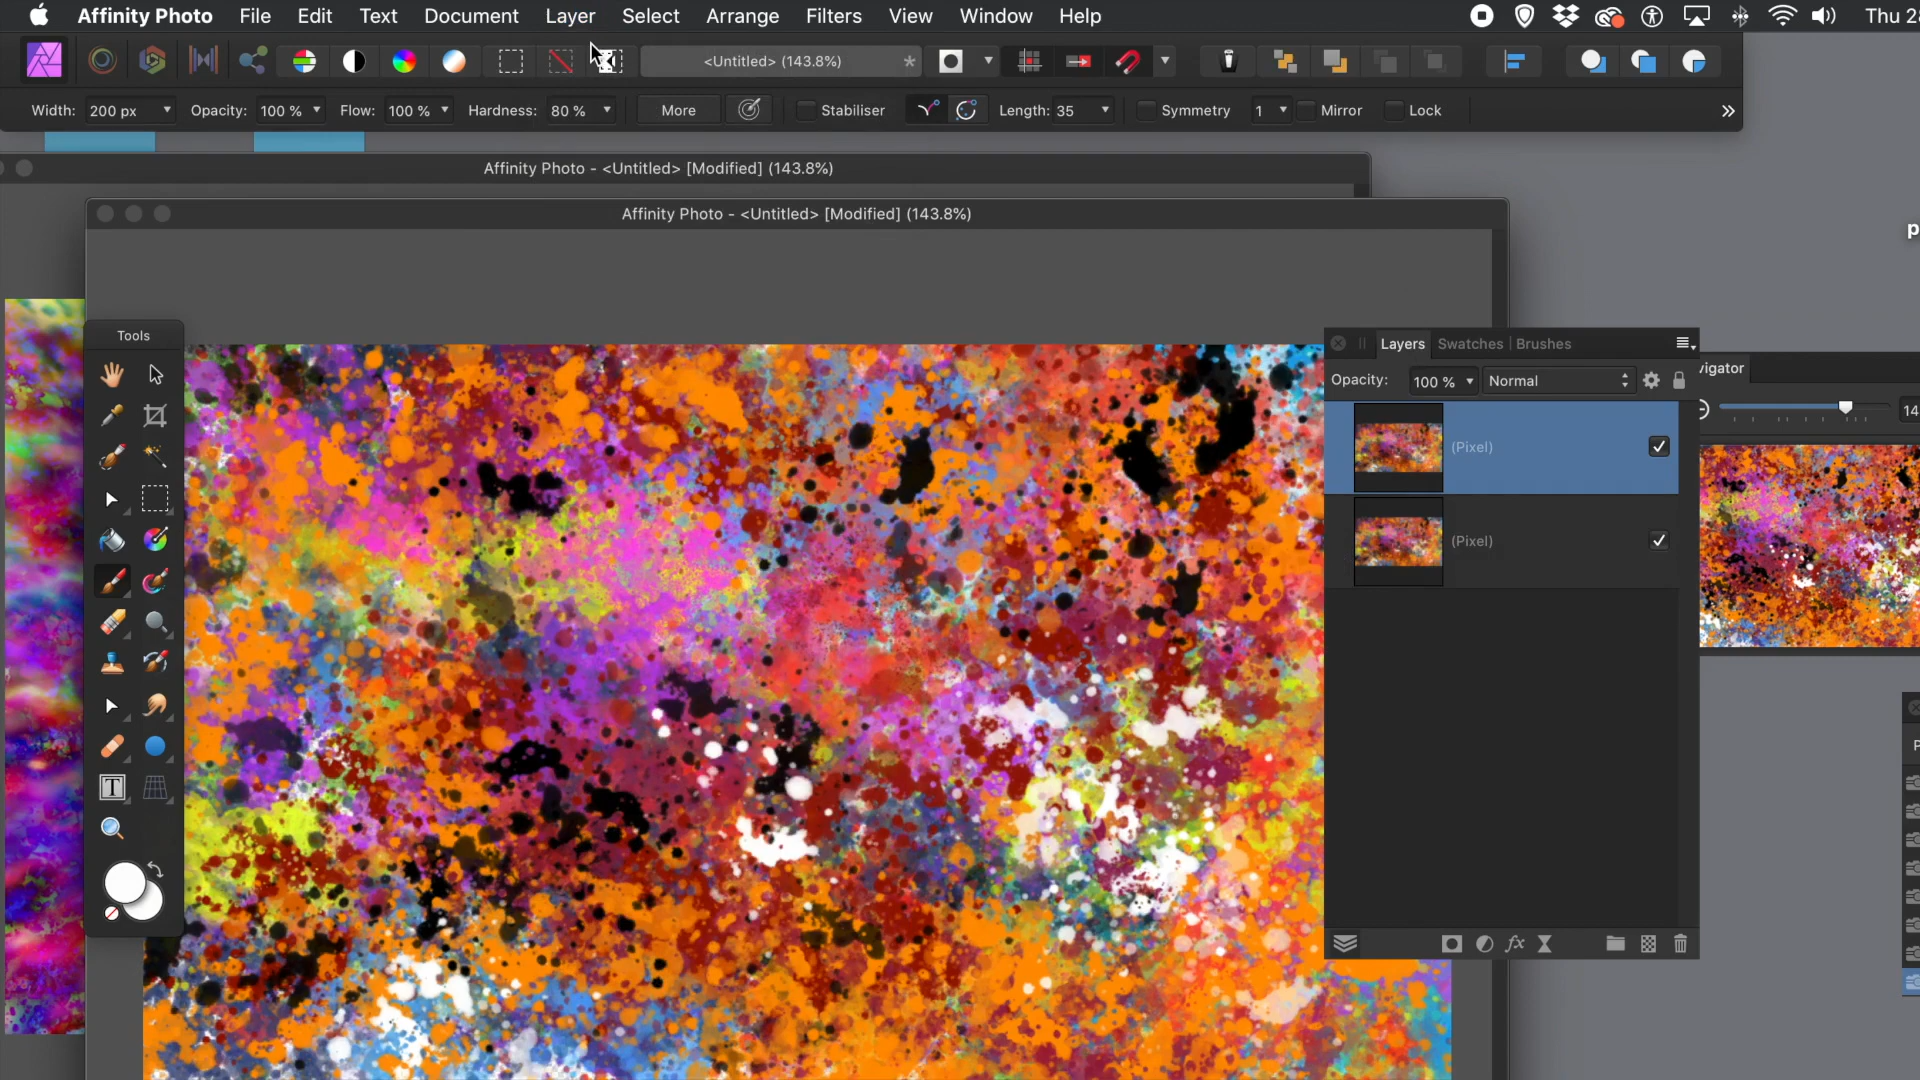 Affinity Photo File Edit Text Document Layer Select Arrange Filters View Window Help Thu 28
<Untitled> (143.8%) *
Width: 200 px Opacity: 100 % Flow: 100 % Hardness: 80 % More Stabiliser Length: 35 Symmetry 1 Mirror Lock
Affinity Photo - <Untitled> [Modified] (143.8%)
Affinity Photo - <Untitled> [Modified] (143.8%)
p
Tools
Layers Swatches Brushes
vigator
Opacity: 100 % Normal
14
(Pixel)
(Pixel)
P